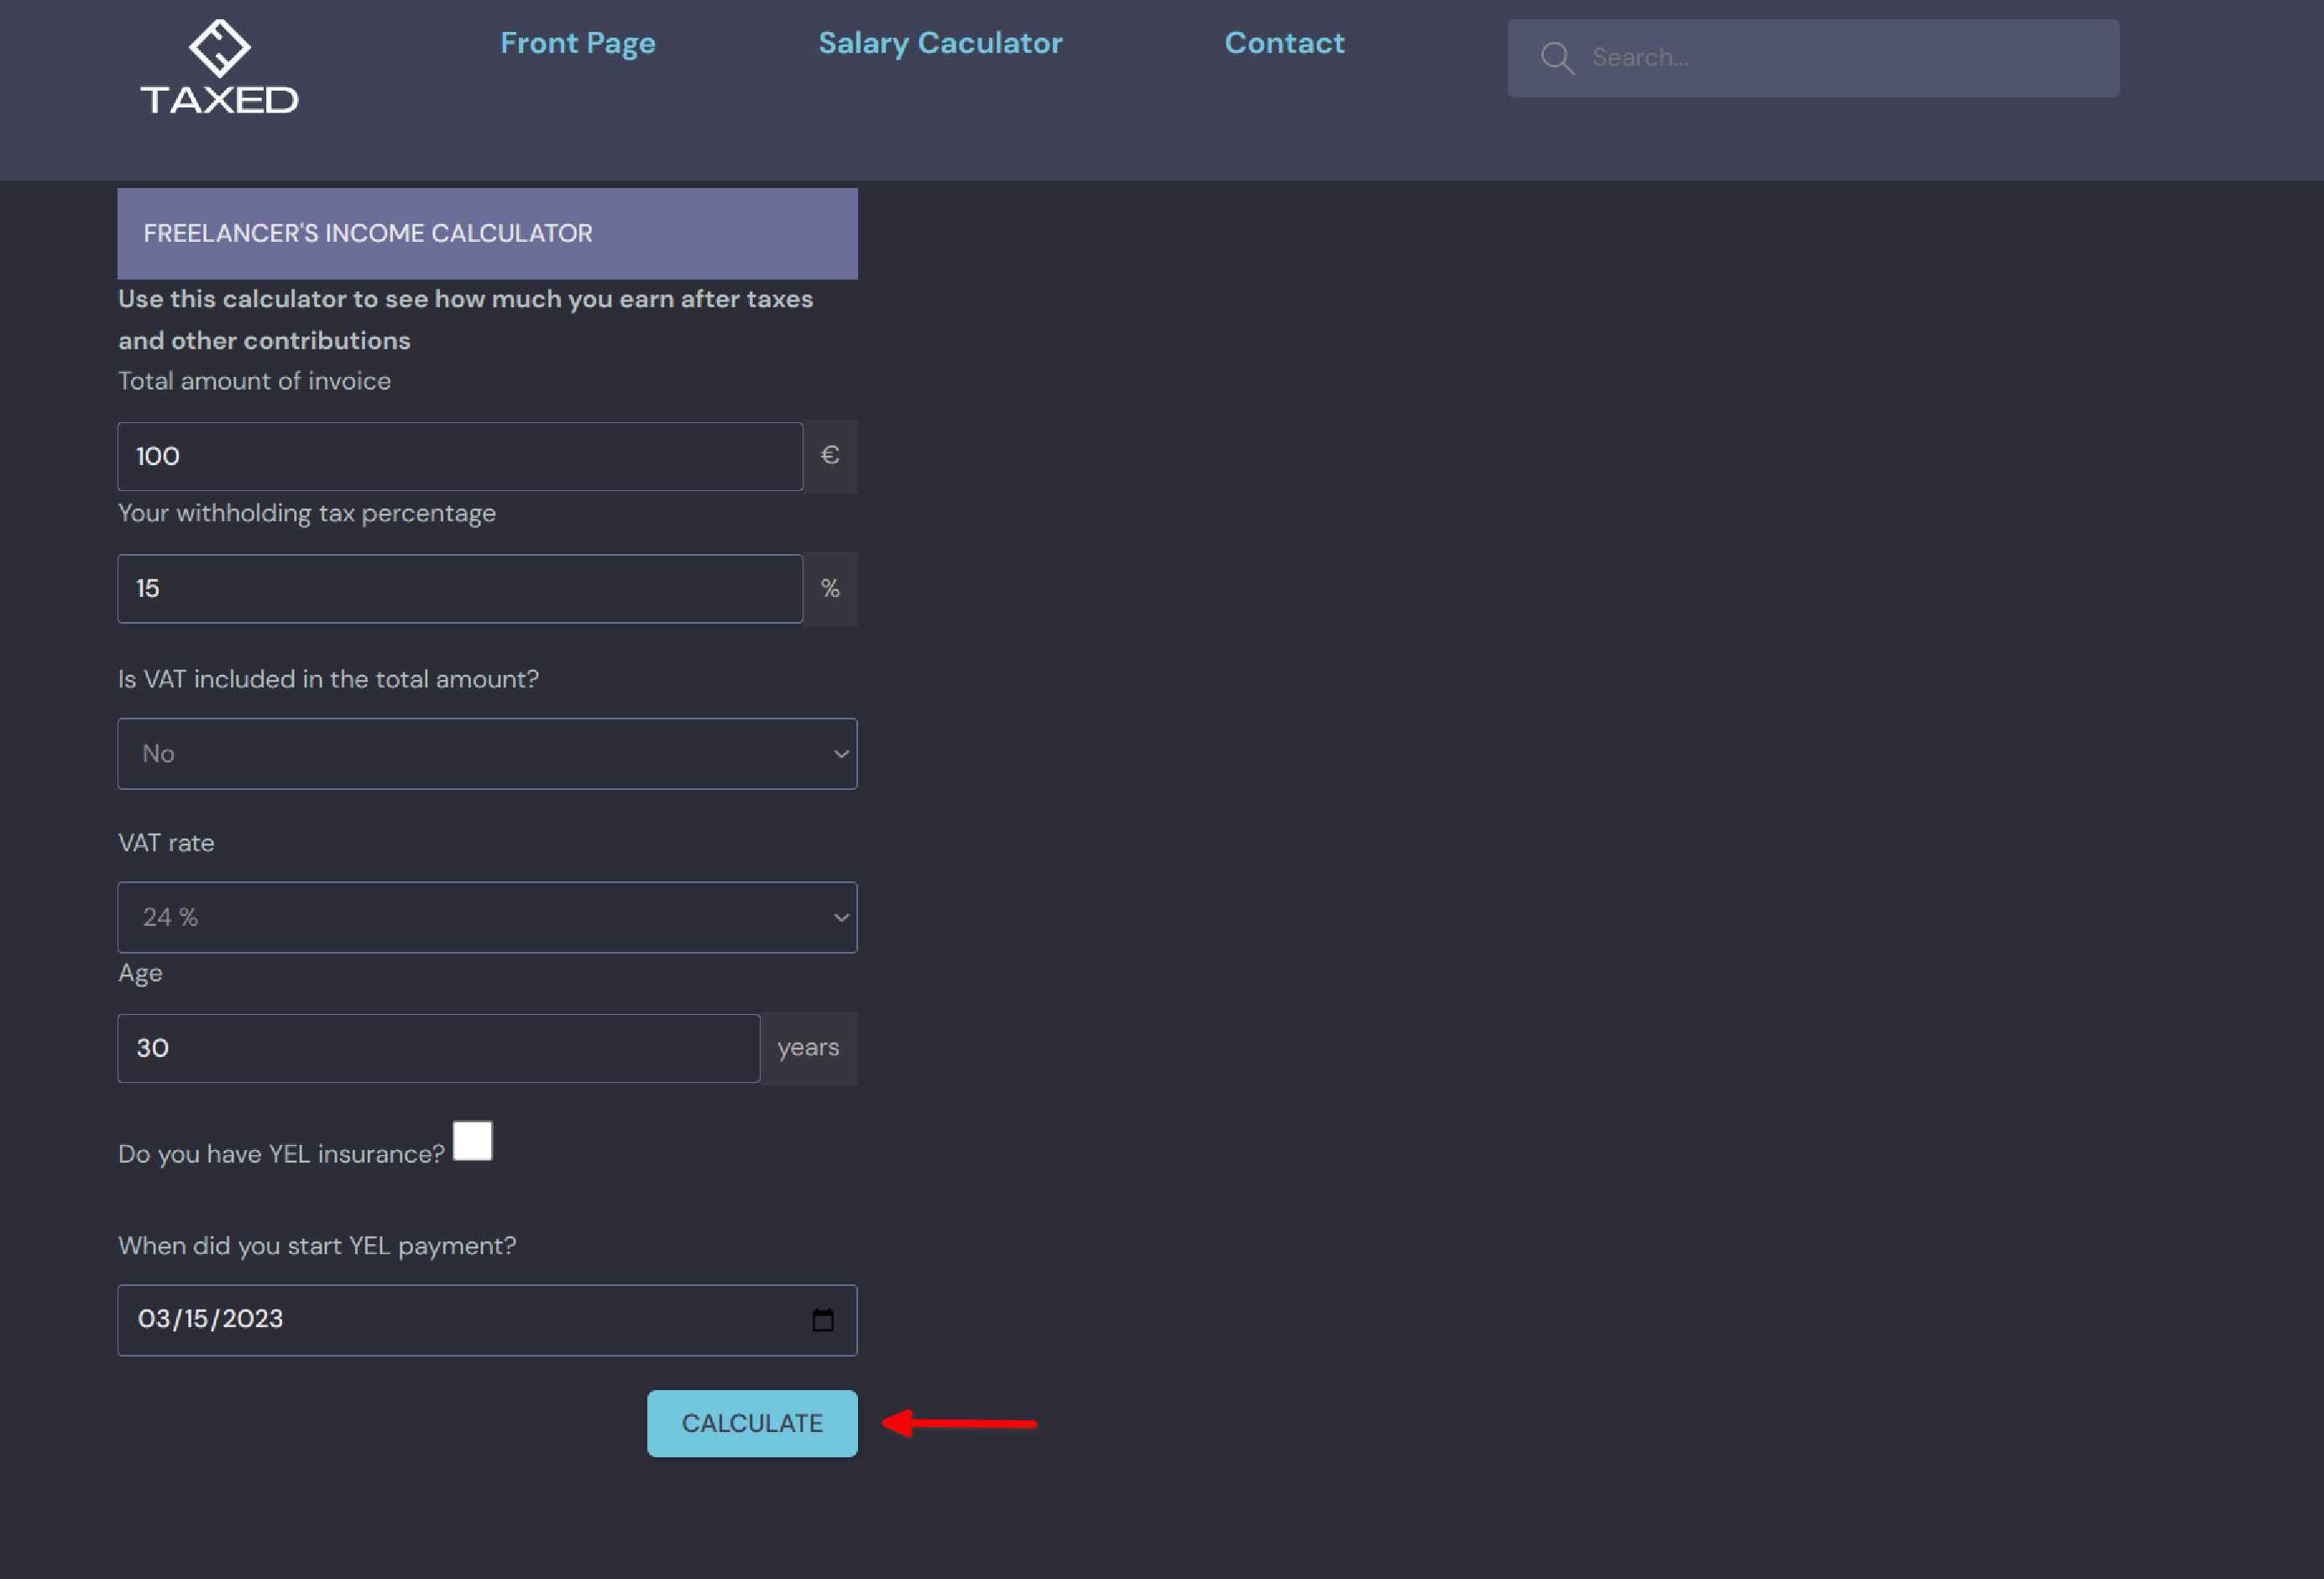 TAXED
Front Page
Salary Caculator
Contact
Search...
FREELANCER'S INCOME CALCULATOR
Use this calculator to see how much you earn after taxes
and other contributions
Total amount of invoice
100 €
Your withholding tax percentage
15 %
Is VAT included in the total amount?
No
VAT rate
24 %
Age
30 years
Do you have YEL insurance?
When did you start YEL payment?
03/15/2023
CALCULATE